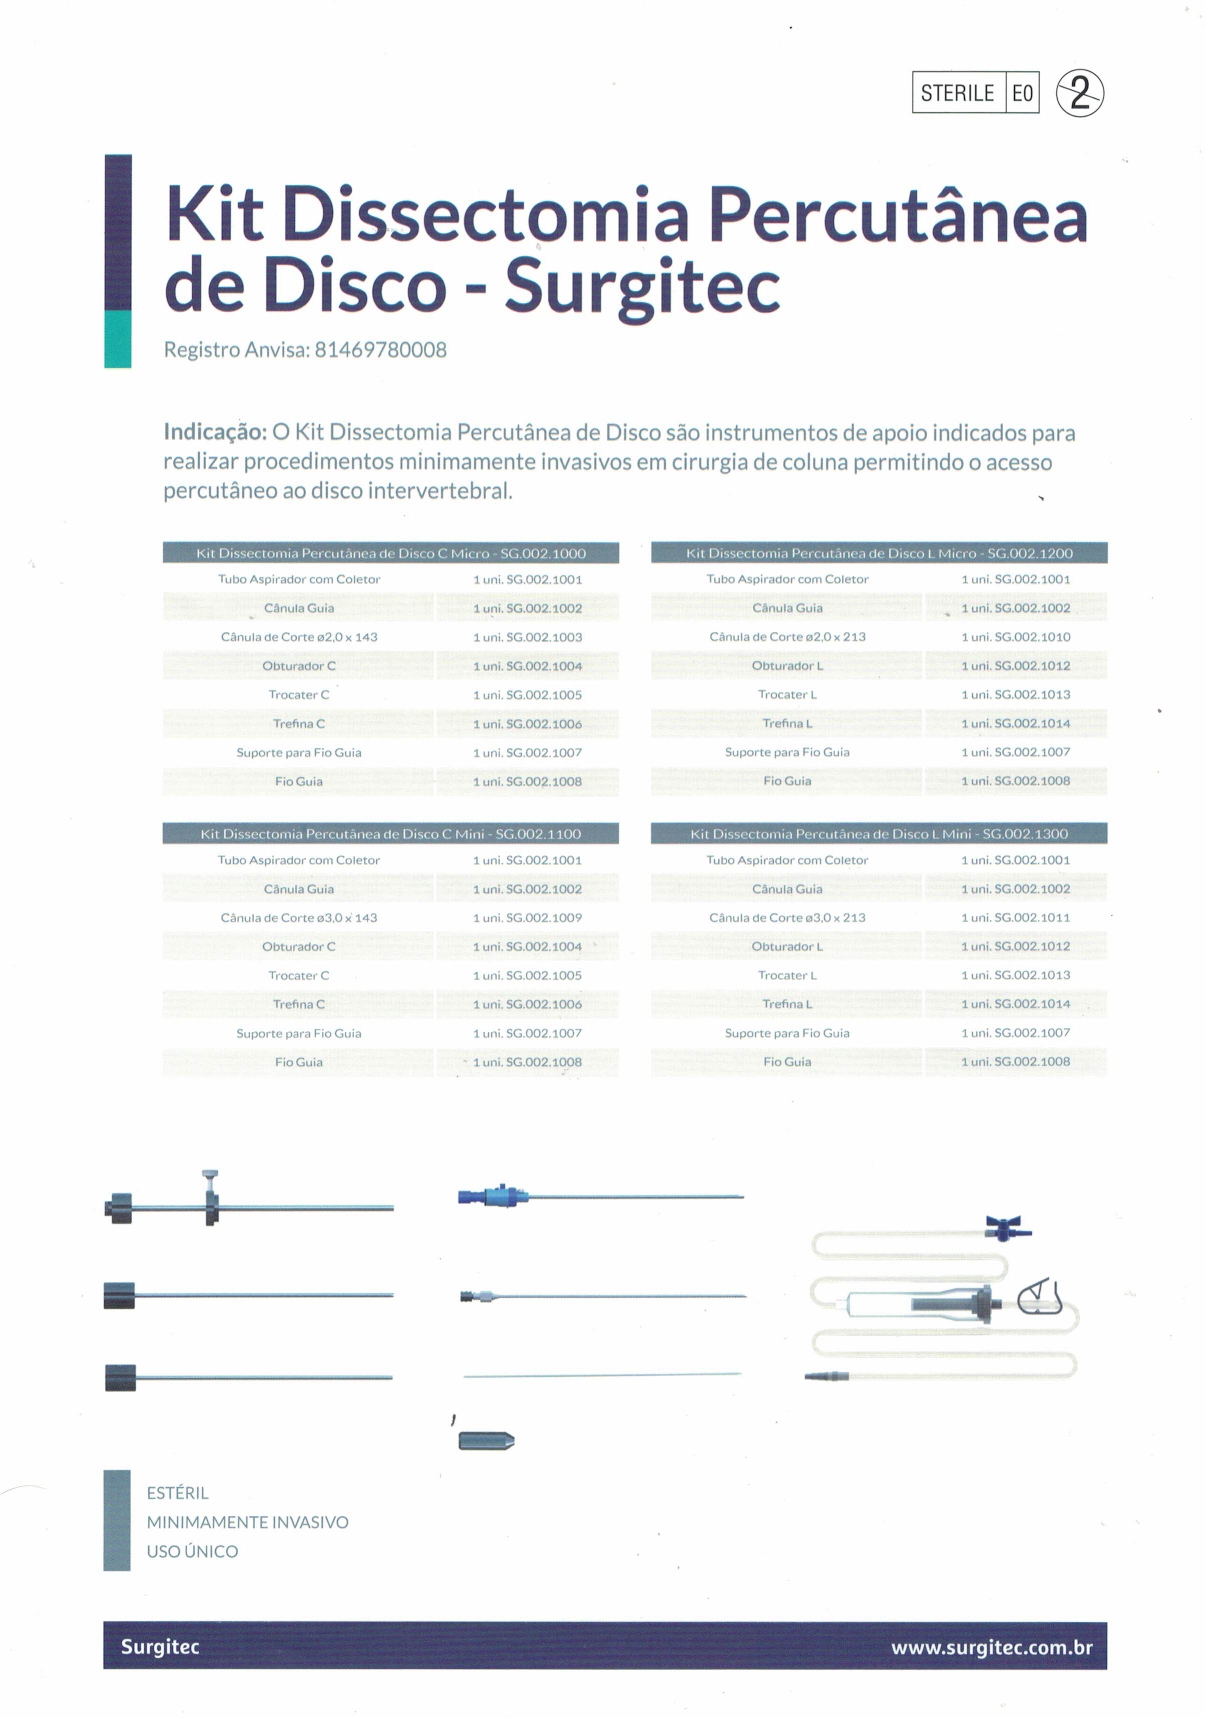 STERILE EO 2
Kit Dissectomia Percutânea
de Disco - Surgitec
Registro Anvisa: 81469780008
Indicação: O Kit Dissectomia Percutânea de Disco são instrumentos de apoio indicados para
realizar procedimentos minimamente invasivos em cirurgia de coluna permitindo o acesso
percutâneo ao disco intervertebral.
Kit Dissectomia Percutânea de Disco C Micro - SG.002.1000
Tubo Aspirador com Coletor 1 uni. SG.002.1001
Cânula Guia 1 uni. SG.002.1002
Cânula de Corte ø2,0 x 143 1 uni. SG.002.1003
Obturador C 1 uni. SG.002.1004
Trocater C 1 uni. SG.002.1005
Trefina C 1 uni. SG.002.1006
Suporte para Fio Guia 1 uni. SG.002.1007
Fio Guia 1 uni. SG.002.1008
Kit Dissectomia Percutânea de Disco L Micro - SG.002.1200
Tubo Aspirador com Coletor 1 uni. SG.002.1001
Cânula Guia 1 uni. SG.002.1002
Cânula de Corte ø2,0 x 213 1 uni. SG.002.1010
Obturador L 1 uni. SG.002.1012
Trocater L 1 uni. SG.002.1013
Trefina L 1 uni. SG.002.1014
Suporte para Fio Guia 1 uni. SG.002.1007
Fio Guia 1 uni. SG.002.1008
Kit Dissectomia Percutânea de Disco C Mini - SG.002.1100
Tubo Aspirador com Coletor 1 uni. SG.002.1001
Cânula Guia 1 uni. SG.002.1002
Cânula de Corte ø3,0 x 143 1 uni. SG.002.1009
Obturador C 1 uni. SG.002.1004
Trocater C 1 uni. SG.002.1005
Trefina C 1 uni. SG.002.1006
Suporte para Fio Guia 1 uni. SG.002.1007
Fio Guia 1 uni. SG.002.1008
Kit Dissectomia Percutânea de Disco L Mini - SG.002.1300
Tubo Aspirador com Coletor 1 uni. SG.002.1001
Cânula Guia 1 uni. SG.002.1002
Cânula de Corte ø3,0 x 213 1 uni. SG.002.1011
Obturador L 1 uni. SG.002.1012
Trocater L 1 uni. SG.002.1013
Trefina L 1 uni. SG.002.1014
Suporte para Fio Guia 1 uni. SG.002.1007
Fio Guia 1 uni. SG.002.1008
ESTÉRIL
MINIMAMENTE INVASIVO
USO ÚNICO
Surgitec www.surgitec.com.br